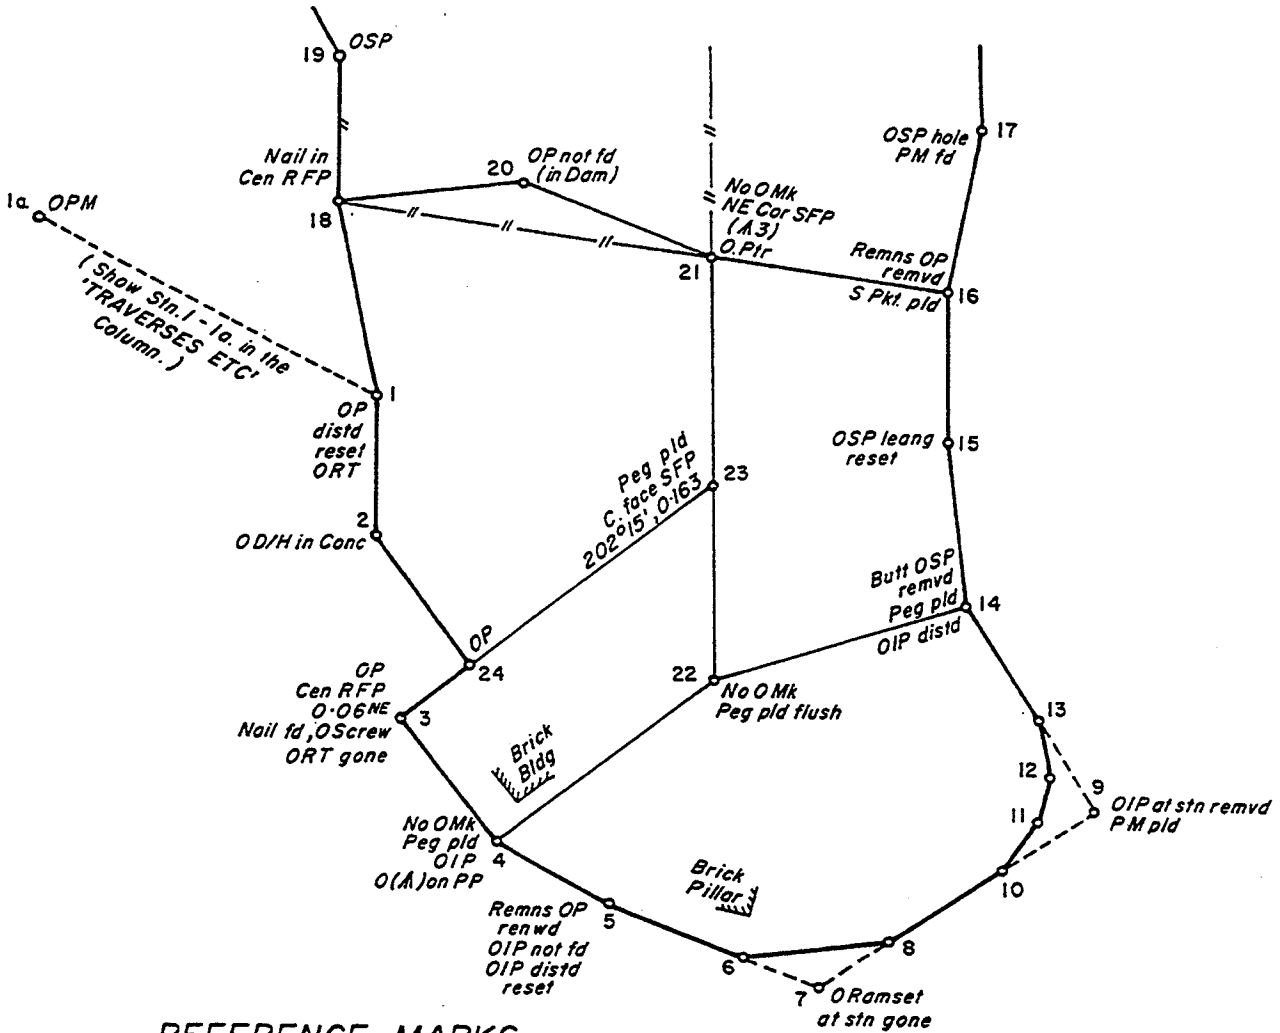 19 OSP
17
OSP hole
PM fd
Nail in
Cen RFP
20
OP not fd
(in Dam)
No OMk
NE Cor SFP
(Λ3)
O.Ptr
1a OPM
18
21
Remns OP
remvd
S Pkt. pld
16
(Show Stn. 1-1a. in the
'TRAVERSES ETC'
Column.)
1
OP
distd
reset
ORT
OSP leang
reset
15
Peg pld
C. face SFP
202°15', 0·163
23
2
OD/H in Conc
Butt OSP
remvd
Peg pld
OIP distd
14
OP
24
22
No OMk
Peg pld flush
OP
Cen RFP
0·06 NE
Nail fd, OScrew
ORT gone
3
13
12
11
9
OIP at stn remvd
PM pld
Brick
Bldg
No OMk
Peg pld
OIP
O(Λ) on PP
4
Brick
Pillar
10
Remns OP
renwd
OIP not fd
OIP distd
reset
5
6
8
7
O Ramset
at stn gone
REFERENCE MARKS